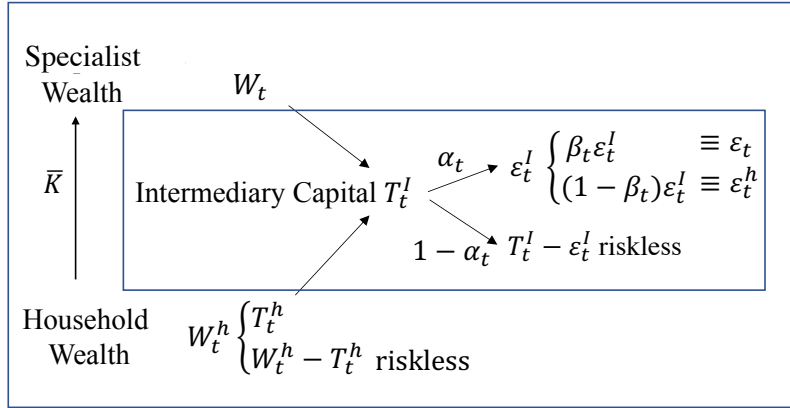 Specialist
Wealth
W_t
K̄
Intermediary Capital T_t^I
α_t
ε_t^I { β_t ε_t^I ≡ ε_t
(1 − β_t)ε_t^I ≡ ε_t^h
1 − α_t T_t^I − ε_t^I riskless
Household
Wealth
W_t^h { T_t^h
W_t^h − T_t^h riskless